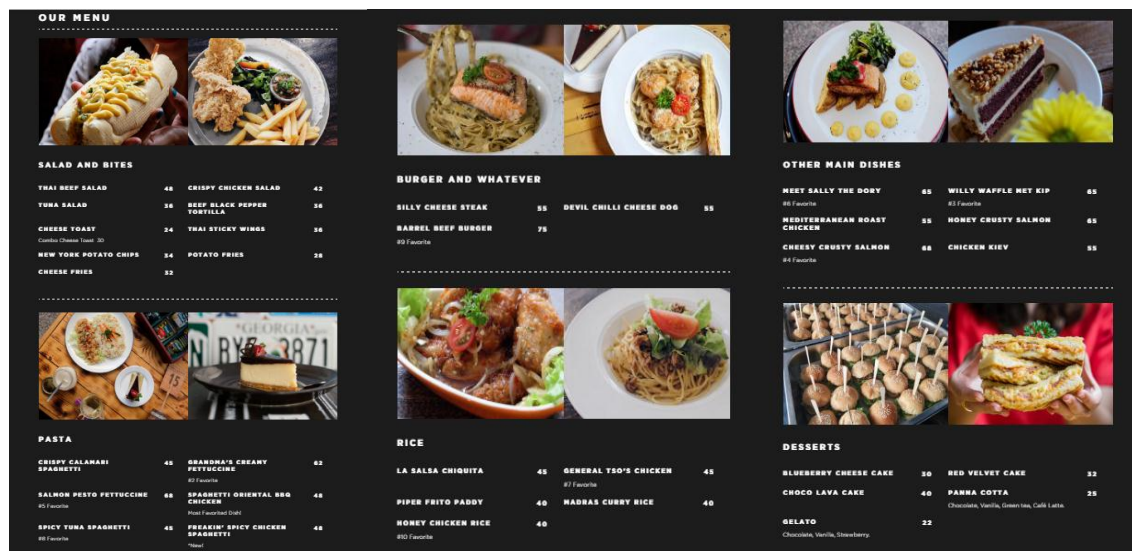 OUR MENU
SALAD AND BITES
THAI BEEF SALAD 48 CRISPY CHICKEN SALAD 42
TUNA SALAD 36 BEEF BLACK PEPPER TORTILLA 36
CHEESE TOAST 24 THAI STICKY WINGS 36
Combo Cheese Toast 30
NEW YORK POTATO CHIPS 34 POTATO FRIES 28
CHEESE FRIES 32
PASTA
CRISPY CALAMARI SPAGHETTI 45 GRANDMA'S CREAMY FETTUCCINE 62
#2 Favorite
SALMON PESTO FETTUCCINE 68 SPAGHETTI ORIENTAL BBQ CHICKEN 48
#5 Favorite Most Favorited Dish!
SPICY TUNA SPAGHETTI 45 FREAKIN' SPICY CHICKEN SPAGHETTI 48
#8 Favorite *New!
GEORGIA
871
15
BURGER AND WHATEVER
SILLY CHEESE STEAK 55 DEVIL CHILLI CHEESE DOG 55
BARREL BEEF BURGER 75
#9 Favorite
RICE
LA SALSA CHIQUITA 45 GENERAL TSO'S CHICKEN 45
#7 Favorite
PIPER FRITO PADDY 40 MADRAS CURRY RICE 40
HONEY CHICKEN RICE 40
#10 Favorite
OTHER MAIN DISHES
MEET SALLY THE DORY 65 WILLY WAFFLE MET KIP 65
#6 Favorite #3 Favorite
MEDITERRANEAN ROAST CHICKEN 55 HONEY CRUSTY SALMON 65
CHEESY CRUSTY SALMON 68 CHICKEN KIEV 55
#4 Favorite
DESSERTS
BLUEBERRY CHEESE CAKE 30 RED VELVET CAKE 32
CHOCO LAVA CAKE 40 PANNA COTTA 25
Chocolate, Vanilla, Green tea, Café Latte.
GELATO 22
Chocolate, Vanilla, Strawberry.